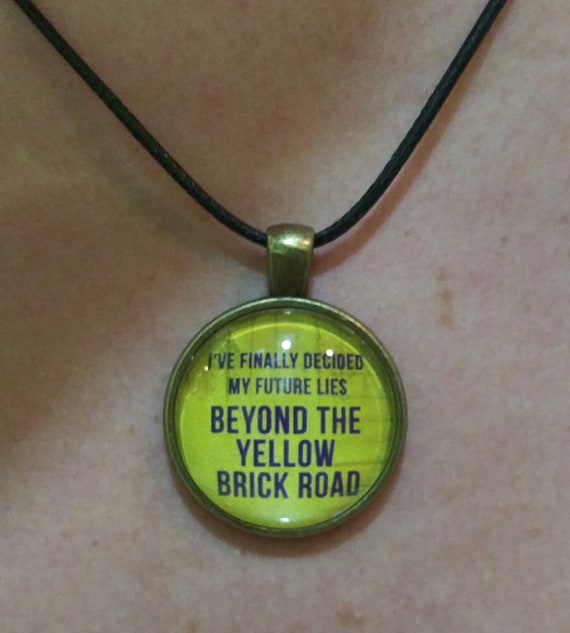 I'VE FINALLY DECIDED
MY FUTURE LIES
BEYOND THE
YELLOW
BRICK ROAD